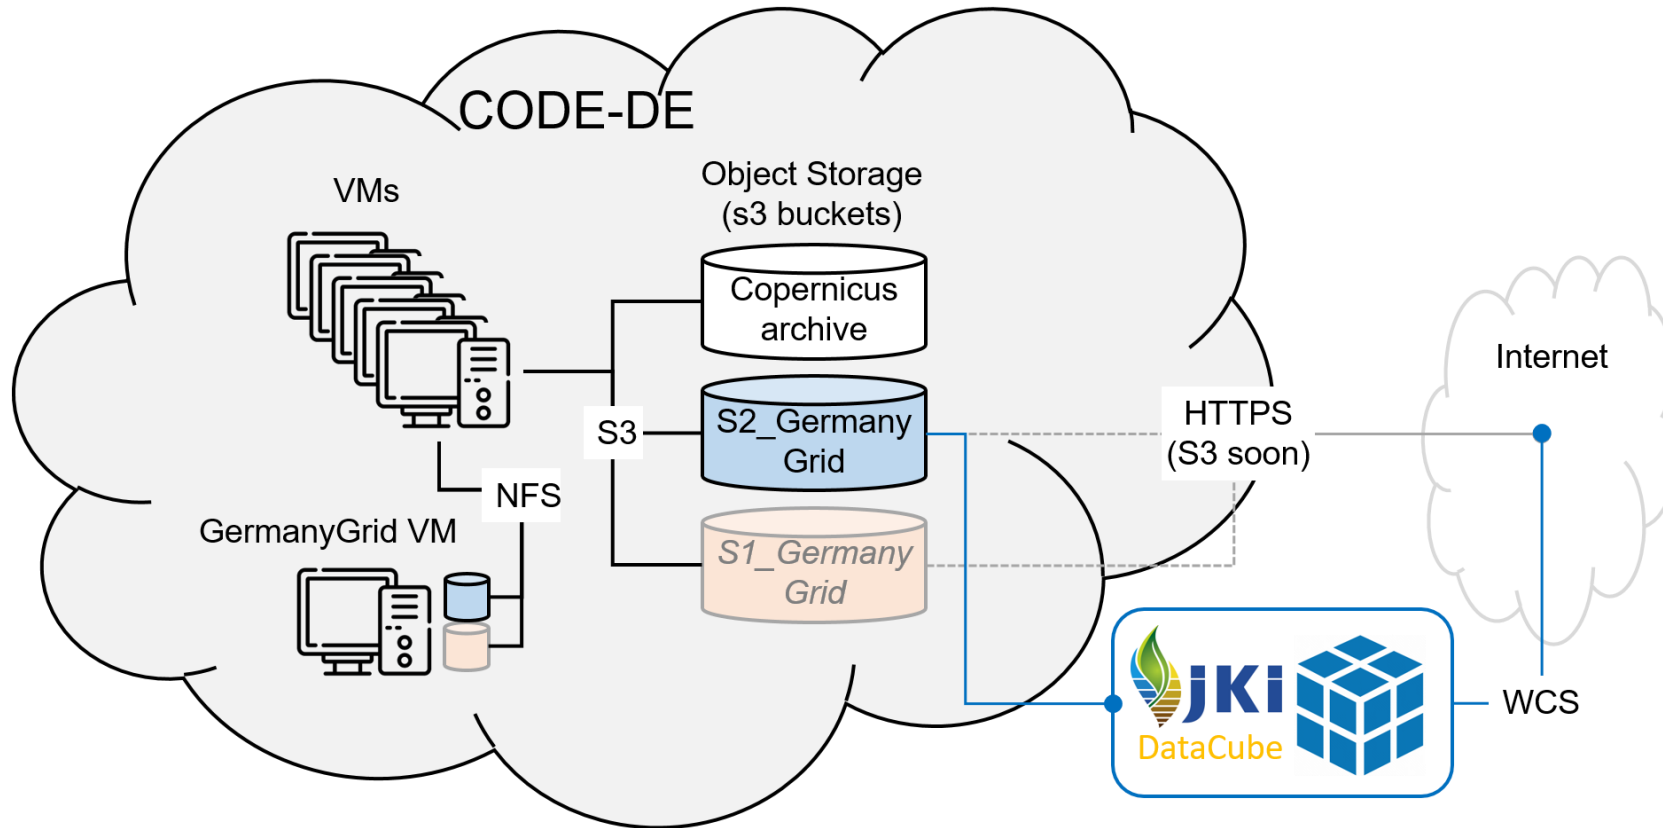 CODE-DE
VMs
Object Storage
(s3 buckets)
Copernicus
archive
S3
S2_Germany
Grid
S1_Germany
Grid
NFS
GermanyGrid VM
HTTPS
(S3 soon)
Internet
jKi
DataCube
WCS